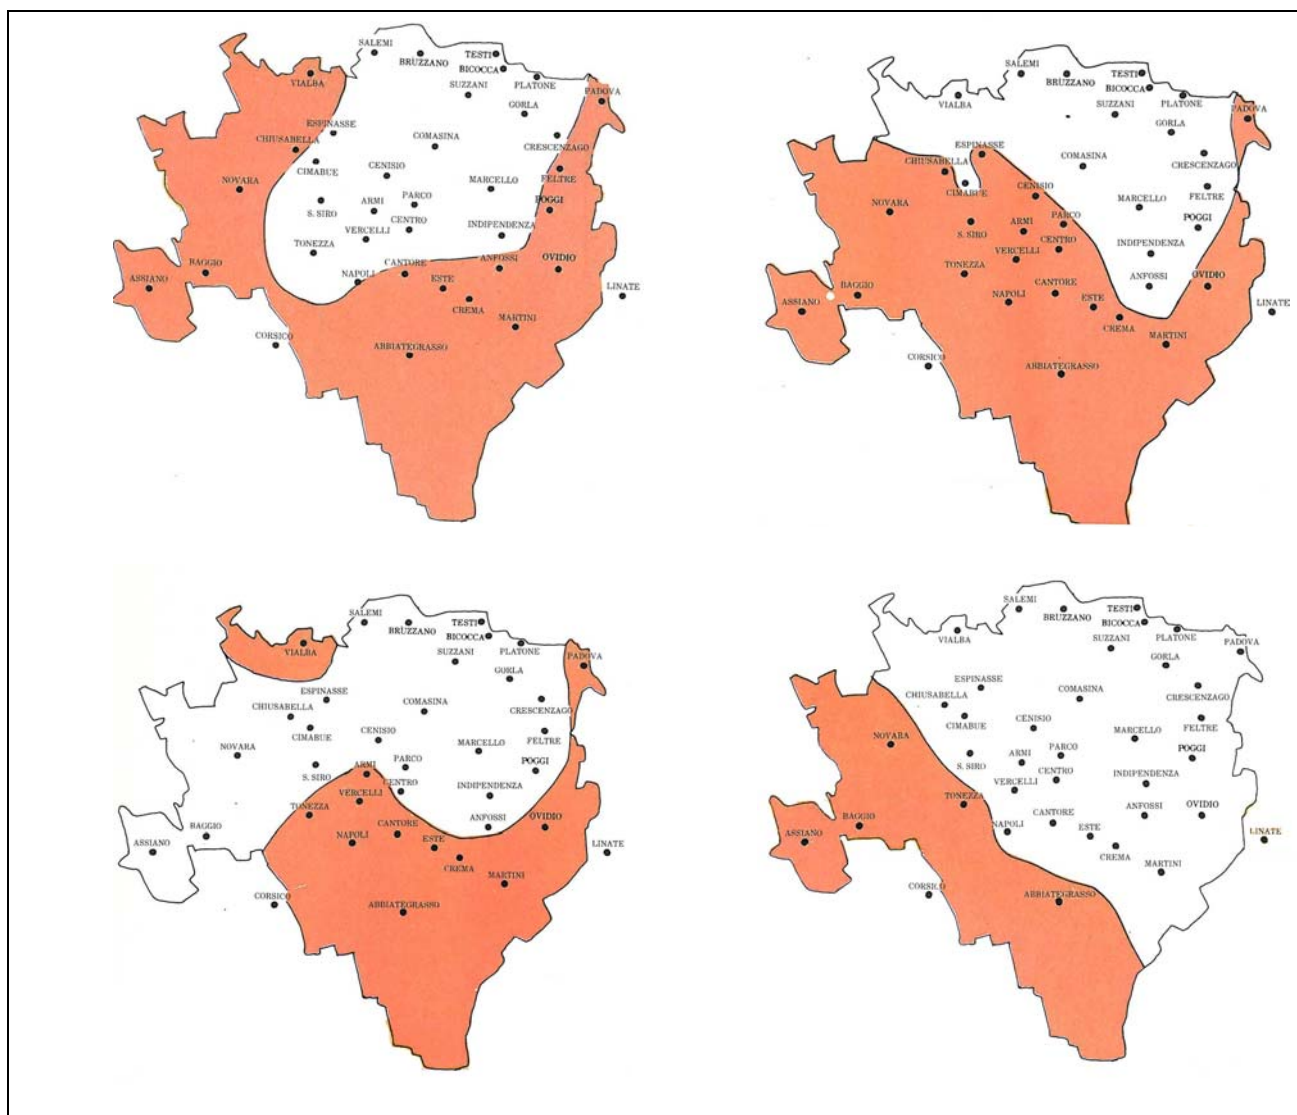 SALEMI
BRUZZANO
TESTI
BICOCCA
VIALBA
SUZZANI
PLATONE
PADOVA
GORLA
ESPINASSE
CHIUSABELLA
COMASINA
CRESCENZAGO
CIMABUE
CENISIO
FELTRE
NOVARA
MARCELLO
S. SIRO
ARMI
PARCO
POGGI
VERCELLI
CENTRO
INDIPENDENZA
TONEZZA
BAGGIO
CANTORE
ANFOSSI
OVIDIO
ASSIANO
NAPOLI
ESTE
LINATE
CREMA
MARTINI
CORSICO
ABBIATEGRASSO
SALEMI
BRUZZANO
TESTI
BICOCCA
VIALBA
SUZZANI
PLATONE
PADOVA
GORLA
ESPINASSE
CHIUSABELLA
COMASINA
CRESCENZAGO
CIMABUE
CENISIO
FELTRE
NOVARA
MARCELLO
S. SIRO
ARMI
PARCO
POGGI
VERCELLI
CENTRO
INDIPENDENZA
TONEZZA
ANFOSSI
OVIDIO
BAGGIO
CANTORE
ASSIANO
NAPOLI
ESTE
LINATE
CREMA
MARTINI
CORSICO
ABBIATEGRASSO
SALEMI
BRUZZANO
TESTI
BICOCCA
VIALBA
SUZZANI
PLATONE
PADOVA
GORLA
ESPINASSE
CHIUSABELLA
COMASINA
CRESCENZAGO
CIMABUE
CENISIO
FELTRE
NOVARA
MARCELLO
S. SIRO
ARMI
PARCO
POGGI
VERCELLI
CENTRO
INDIPENDENZA
TONEZZA
BAGGIO
CANTORE
ANFOSSI
OVIDIO
ASSIANO
NAPOLI
ESTE
LINATE
CREMA
MARTINI
CORSICO
ABBIATEGRASSO
SALEMI
BRUZZANO
TESTI
BICOCCA
VIALBA
SUZZANI
PLATONE
PADOVA
GORLA
ESPINASSE
CHIUSABELLA
COMASINA
CRESCENZAGO
CIMABUE
CENISIO
FELTRE
NOVARA
MARCELLO
S. SIRO
ARMI
PARCO
POGGI
VERCELLI
CENTRO
INDIPENDENZA
TONEZZA
BAGGIO
CANTORE
ANFOSSI
OVIDIO
ASSIANO
NAPOLI
ESTE
LINATE
CREMA
MARTINI
CORSICO
ABBIATEGRASSO